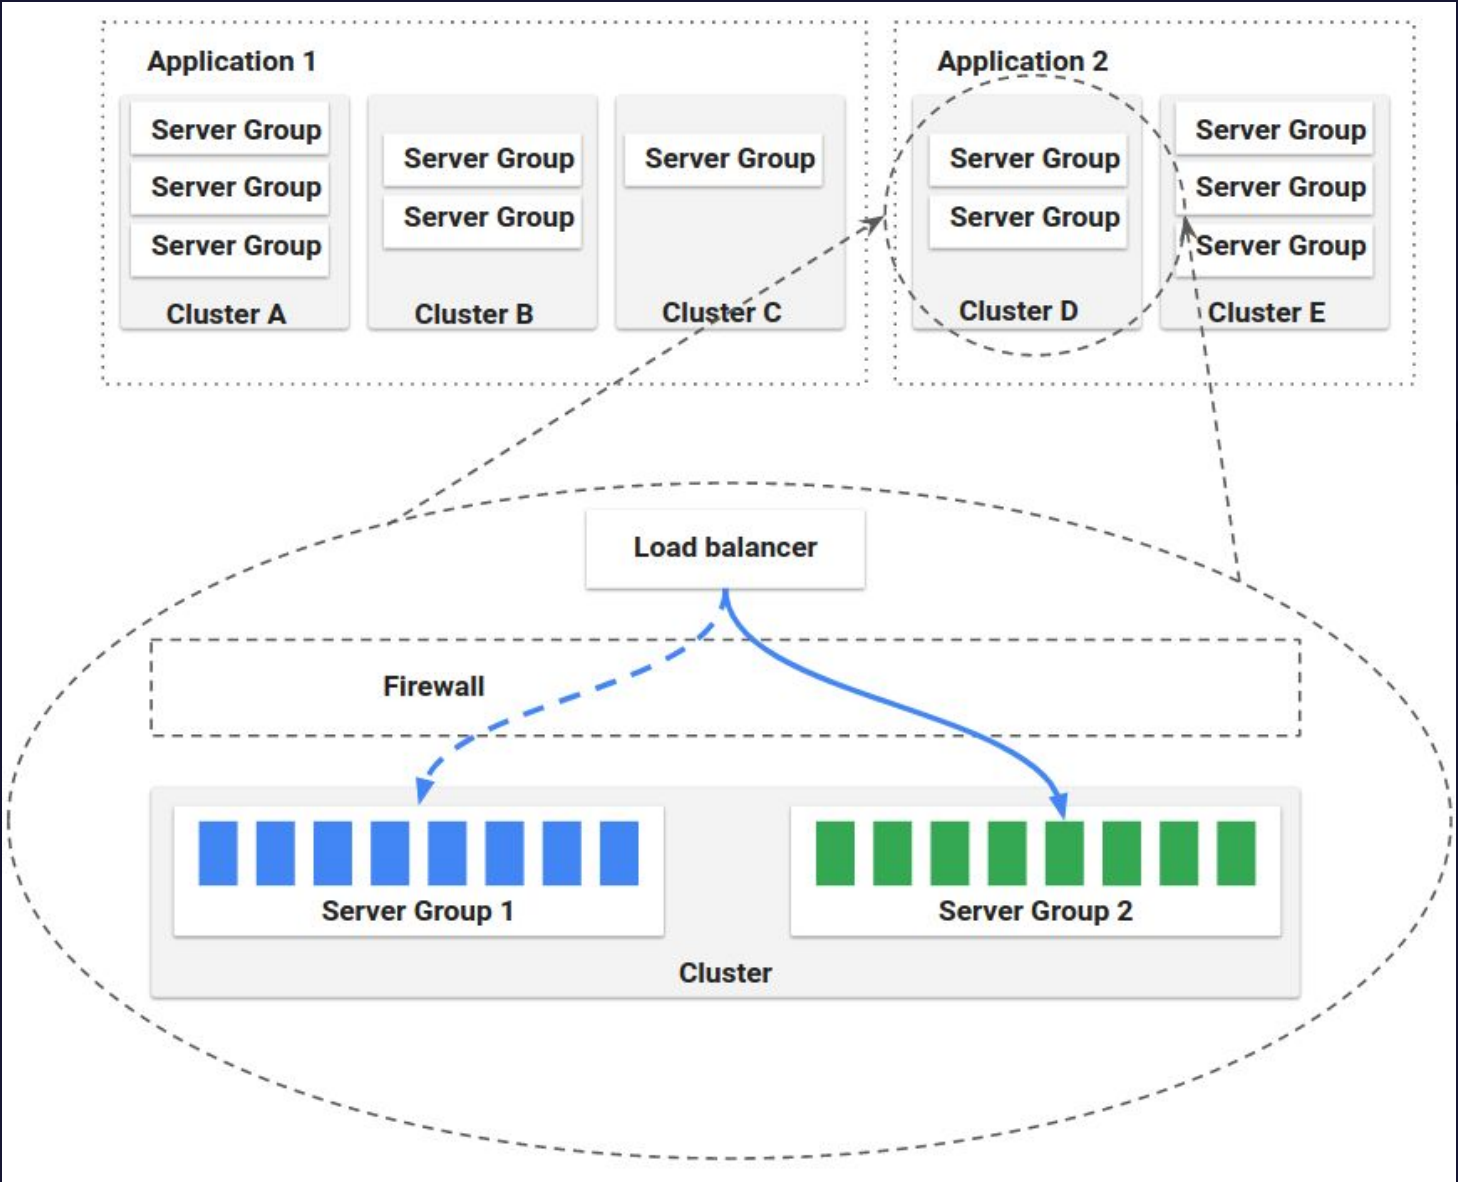 Application 1
Server Group
Server Group
Server Group
Cluster A
Server Group
Server Group
Cluster B
Server Group
Cluster C
Application 2
Server Group
Server Group
Cluster D
Server Group
Server Group
Server Group
Cluster E
Load balancer
Firewall
Server Group 1
Server Group 2
Cluster